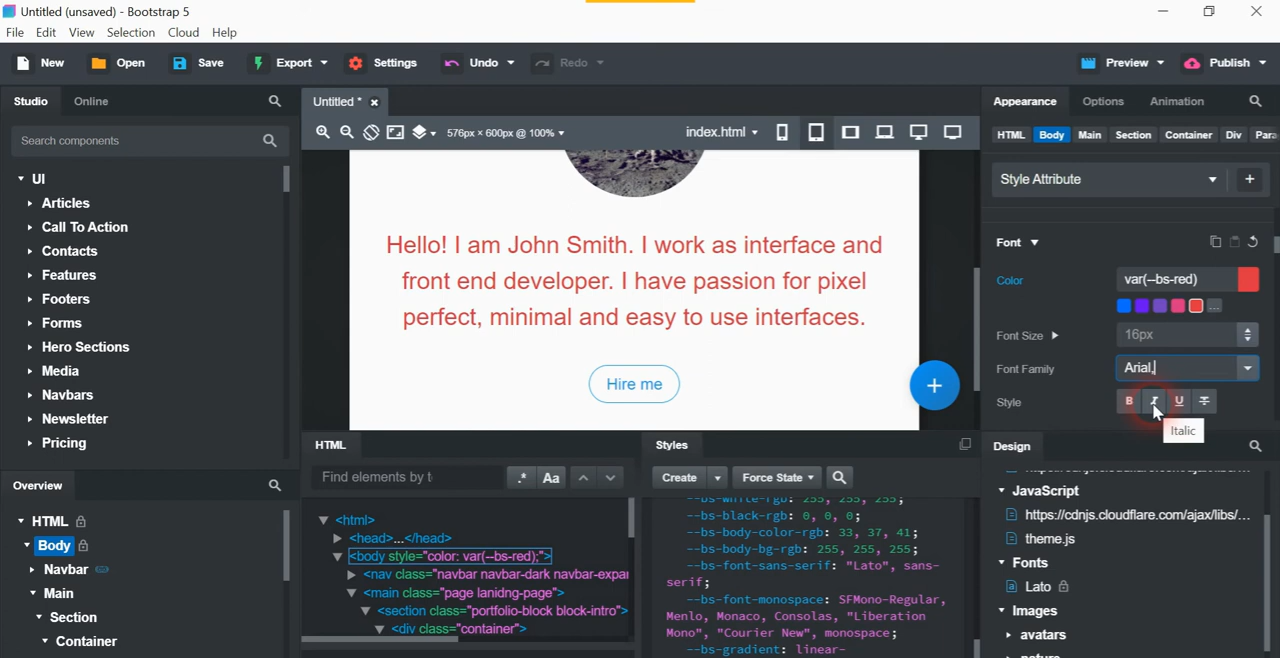 Untitled (unsaved) - Bootstrap 5
File Edit View Selection Cloud Help
New Open Save Export Settings Undo Redo Preview Publish
Studio Online
Search components
UI
Articles
Call To Action
Contacts
Features
Footers
Forms
Hero Sections
Media
Navbars
Newsletter
Pricing
Overview
HTML
Body
Navbar
Main
Section
Container
Untitled *
576px × 600px @ 100% index.html
Hello! I am John Smith. I work as interface and
front end developer. I have passion for pixel
perfect, minimal and easy to use interfaces.
Hire me
+
HTML
Find elements by t .* Aa
<html>
<head>...</head>
<body style="color: var(--bs-red);">
<nav class="navbar navbar-dark navbar-expan
<main class="page lanidng-page">
<section class="portfolio-block block-intro">
<div class="container">
Styles
Create Force State
--bs-white-rgb: 255, 255, 255;
--bs-black-rgb: 0, 0, 0;
--bs-body-color-rgb: 33, 37, 41;
--bs-body-bg-rgb: 255, 255, 255;
--bs-font-sans-serif: "Lato", sans-
serif;
--bs-font-monospace: SFMono-Regular,
Menlo, Monaco, Consolas, "Liberation
Mono", "Courier New", monospace;
--bs-gradient: linear-
Appearance Options Animation
HTML Body Main Section Container Div Para
Style Attribute +
Font
Color var(--bs-red)
...
Font Size 16px
Font Family Arial,
Style B I U T
Italic
Design
JavaScript
https://cdnjs.cloudflare.com/ajax/libs/...
theme.js
Fonts
Lato
Images
avatars